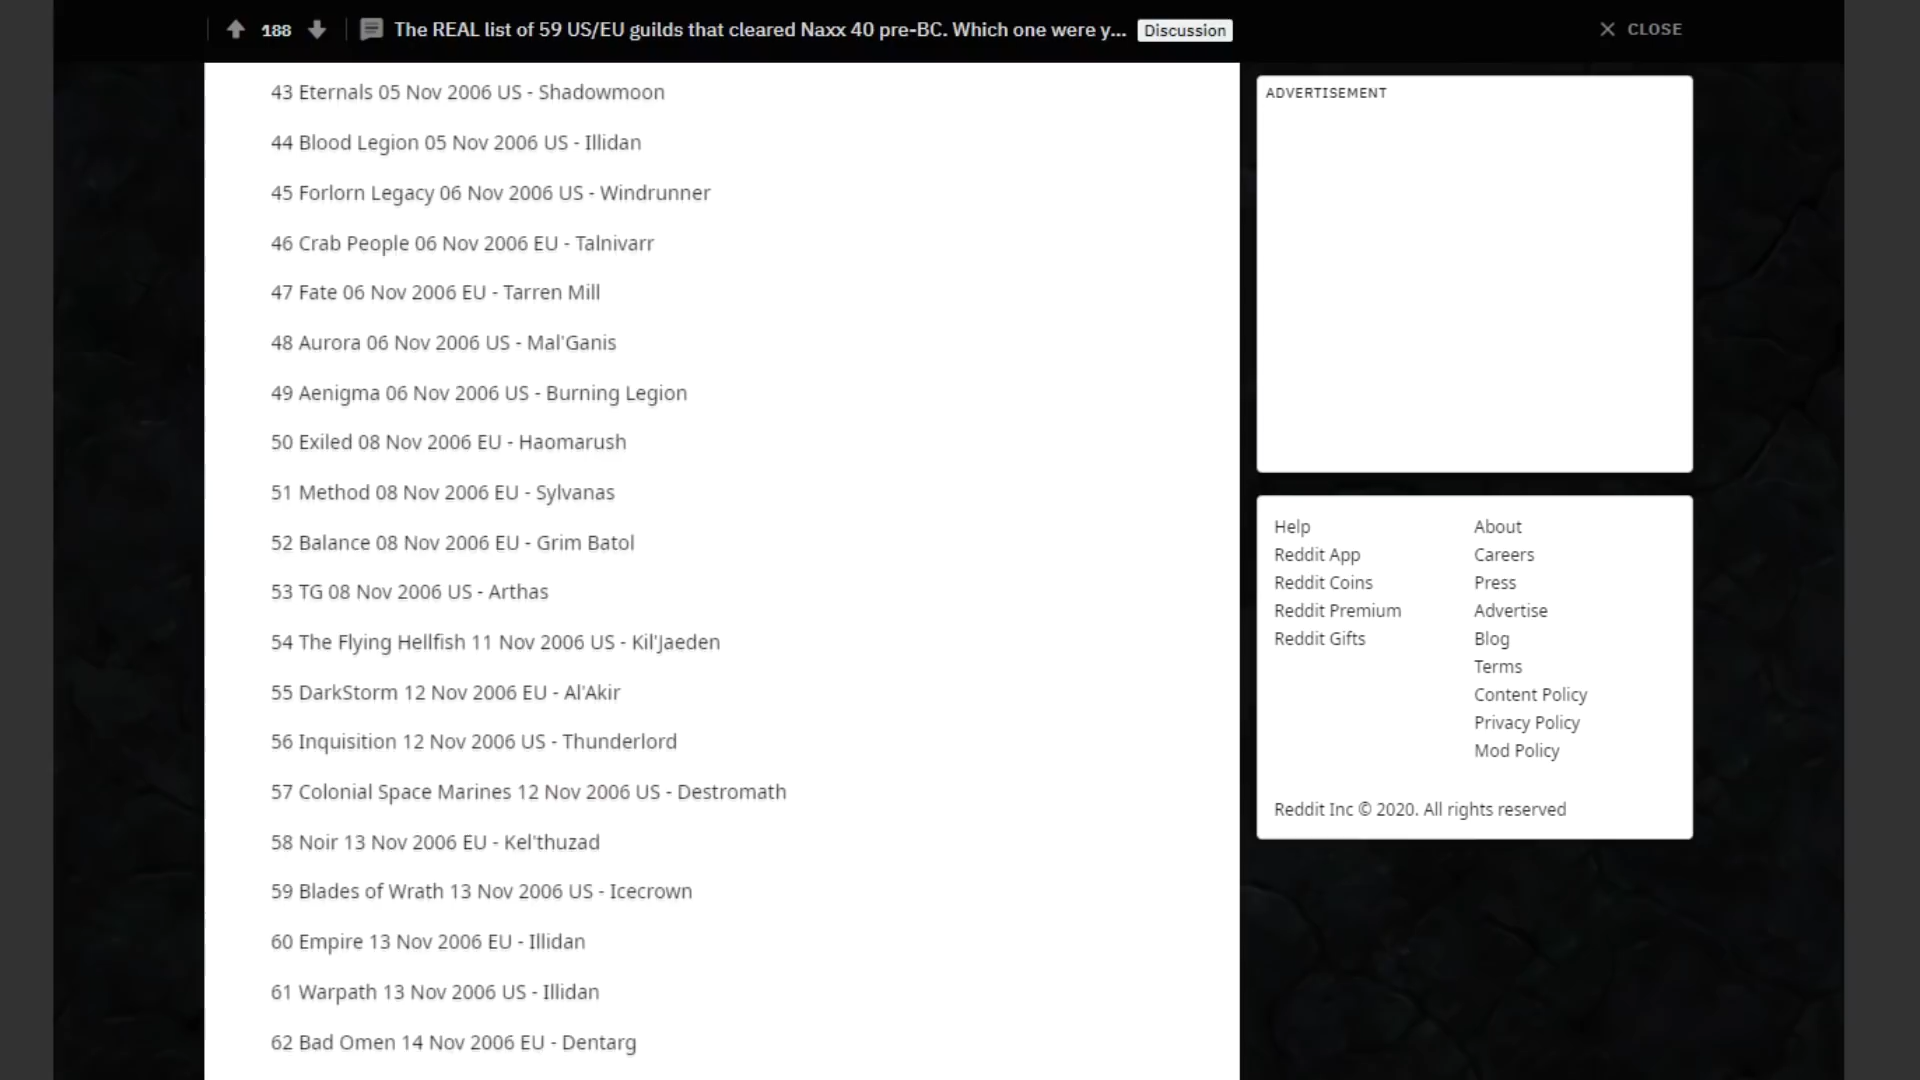 188
The REAL list of 59 US/EU guilds that cleared Naxx 40 pre-BC. Which one were y...
Discussion
CLOSE
43 Eternals 05 Nov 2006 US - Shadowmoon
44 Blood Legion 05 Nov 2006 US - Illidan
45 Forlorn Legacy 06 Nov 2006 US - Windrunner
46 Crab People 06 Nov 2006 EU - Talnivarr
47 Fate 06 Nov 2006 EU - Tarren Mill
48 Aurora 06 Nov 2006 US - Mal'Ganis
49 Aenigma 06 Nov 2006 US - Burning Legion
50 Exiled 08 Nov 2006 EU - Haomarush
51 Method 08 Nov 2006 EU - Sylvanas
52 Balance 08 Nov 2006 EU - Grim Batol
53 TG 08 Nov 2006 US - Arthas
54 The Flying Hellfish 11 Nov 2006 US - Kil'Jaeden
55 DarkStorm 12 Nov 2006 EU - Al'Akir
56 Inquisition 12 Nov 2006 US - Thunderlord
57 Colonial Space Marines 12 Nov 2006 US - Destromath
58 Noir 13 Nov 2006 EU - Kel'thuzad
59 Blades of Wrath 13 Nov 2006 US - Icecrown
60 Empire 13 Nov 2006 EU - Illidan
61 Warpath 13 Nov 2006 US - Illidan
62 Bad Omen 14 Nov 2006 EU - Dentarg
ADVERTISEMENT
Help
Reddit App
Reddit Coins
Reddit Premium
Reddit Gifts
About
Careers
Press
Advertise
Blog
Terms
Content Policy
Privacy Policy
Mod Policy
Reddit Inc © 2020. All rights reserved